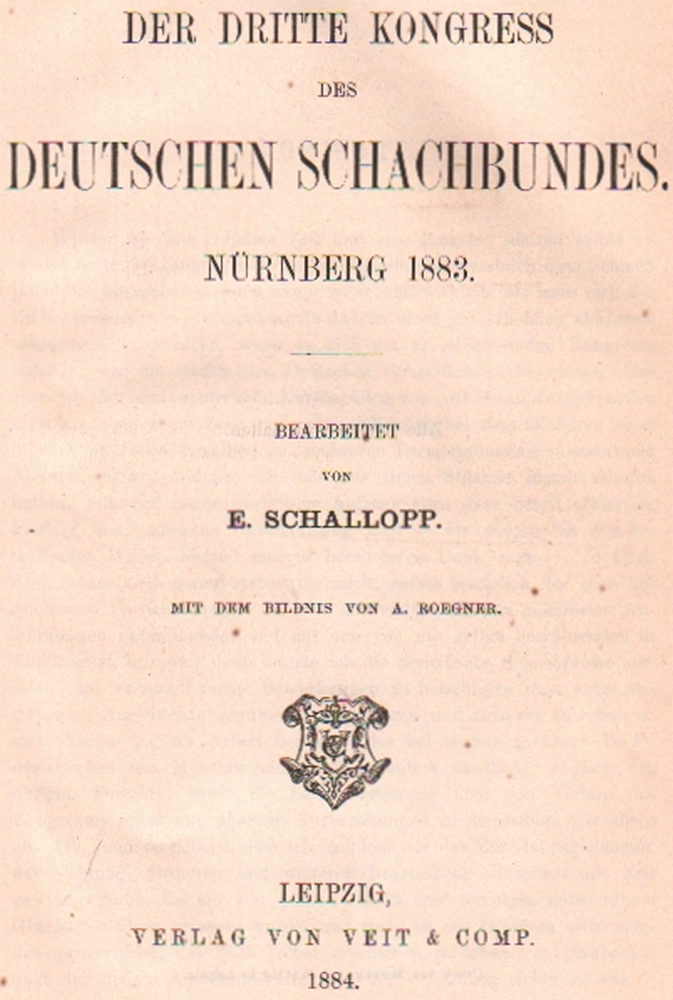 DER DRITTE KONGRESS
DES
DEUTSCHEN SCHACHBUNDES.
NÜRNBERG 1883.
BEARBEITET
VON
E. SCHALLOPP.
MIT DEM BILDNIS VON A. ROEGNER.
LEIPZIG,
VERLAG VON VEIT & COMP.
1884.